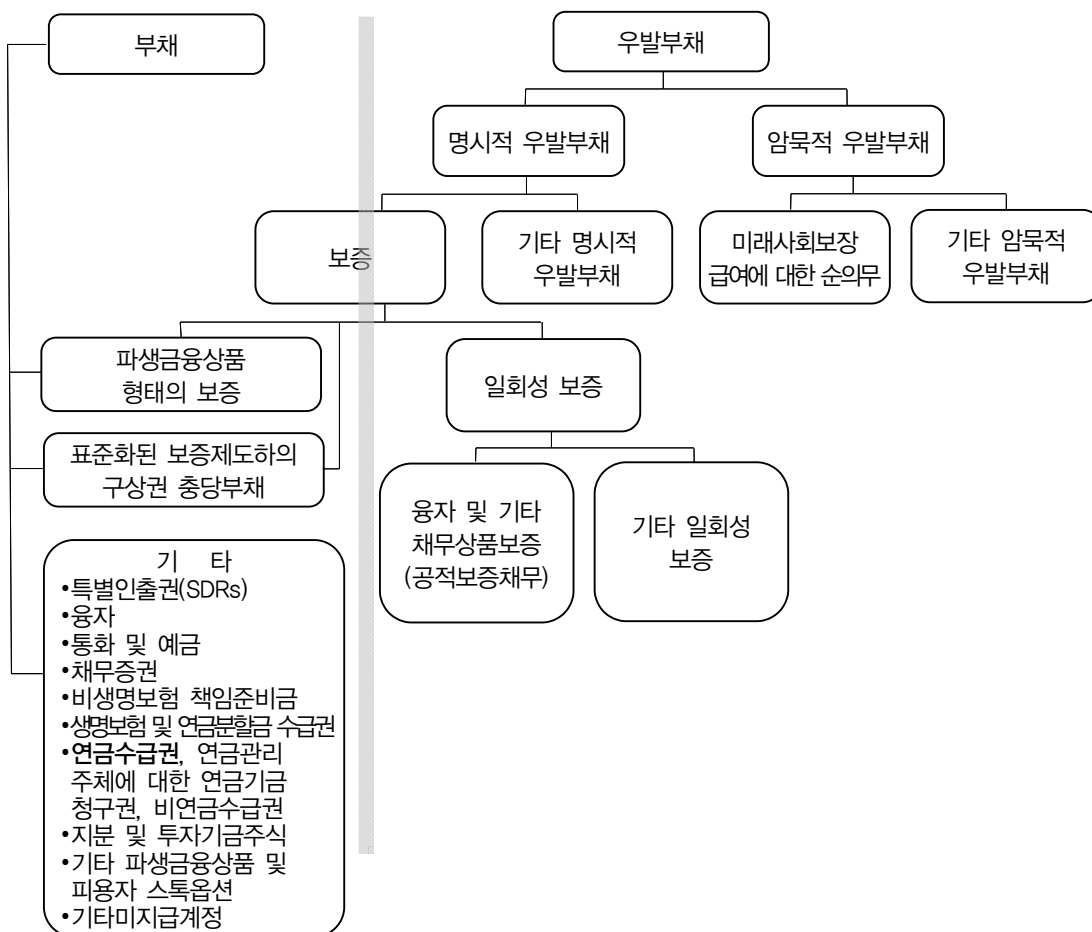 부채
우발부채
명시적 우발부채
암묵적 우발부채
보증
기타 명시적
우발부채
미래사회보장
급여에 대한 순의무
기타 암묵적
우발부채
파생금융상품
형태의 보증
일회성 보증
표준화된 보증제도하의
구상권 충당부채
융자 및 기타
채무상품보증
(공적보증채무)
기타 일회성
보증
기 타
•특별인출권(SDRs)
•융자
•통화 및 예금
•채무증권
•비생명보험 책임준비금
•생명보험 및 연금분할금 수급권
•연금수급권, 연금관리
주체에 대한 연금기금
청구권, 비연금수급권
•지분 및 투자기금주식
•기타 파생금융상품 및
피용자 스톡옵션
•기타미지급계정